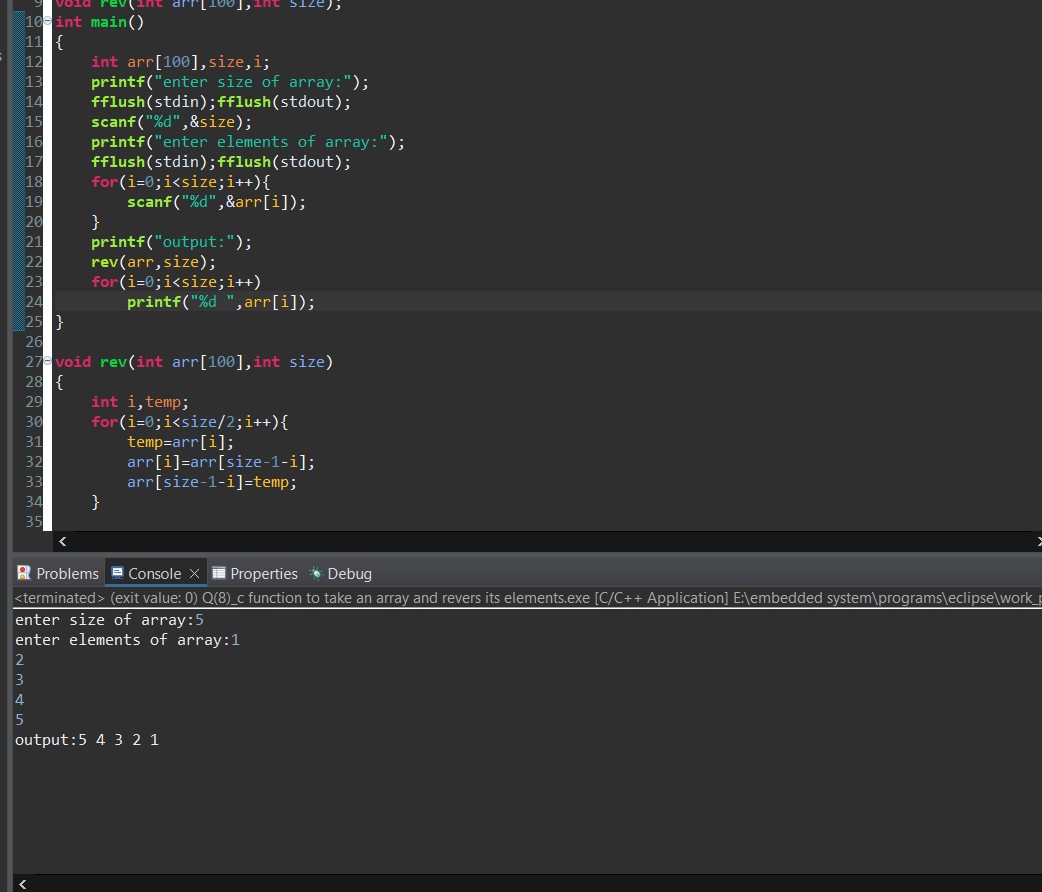 9 void rev(int arr[100],int size);
10 int main()
11 {
12 int arr[100],size,i;
13 printf("enter size of array:");
14 fflush(stdin);fflush(stdout);
15 scanf("%d",&size);
16 printf("enter elements of array:");
17 fflush(stdin);fflush(stdout);
18 for(i=0;i<size;i++){
19 scanf("%d",&arr[i]);
20 }
21 printf("output:");
22 rev(arr,size);
23 for(i=0;i<size;i++)
24 printf("%d ",arr[i]);
25 }
26
27 void rev(int arr[100],int size)
28 {
29 int i,temp;
30 for(i=0;i<size/2;i++){
31 temp=arr[i];
32 arr[i]=arr[size-1-i];
33 arr[size-1-i]=temp;
34 }
35
Problems Console Properties Debug
<terminated> (exit value: 0) Q(8)_c function to take an array and revers its elements.exe [C/C++ Application] E:\embedded system\programs\eclipse\work_p
enter size of array:5
enter elements of array:1
2
3
4
5
output:5 4 3 2 1